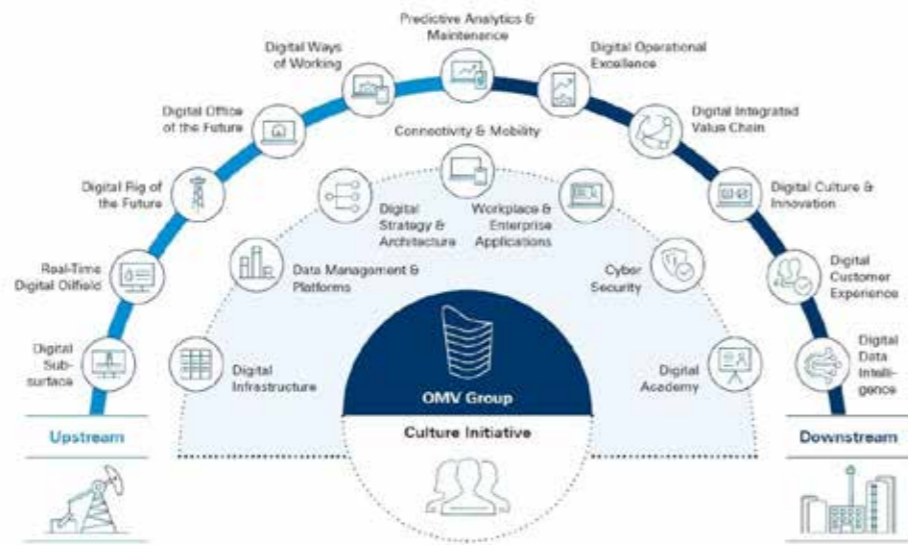 Predictive Analytics &
Maintenance
Digital Ways
of Working
Digital Operational
Excellence
Digital Office
of the Future
Digital Integrated
Value Chain
Connectivity & Mobility
Digital Rig of
the Future
Digital Culture &
Innovation
Digital
Strategy &
Architecture
Workplace &
Enterprise
Applications
Real-Time
Digital Oilfield
Data Management &
Platforms
Cyber
Security
Digital
Customer
Experience
Digital
Sub-
surface
Digital
Infrastructure
Digital
Academy
Digital
Data
Intelli-
gence
OMV Group
Upstream
Culture Initiative
Downstream